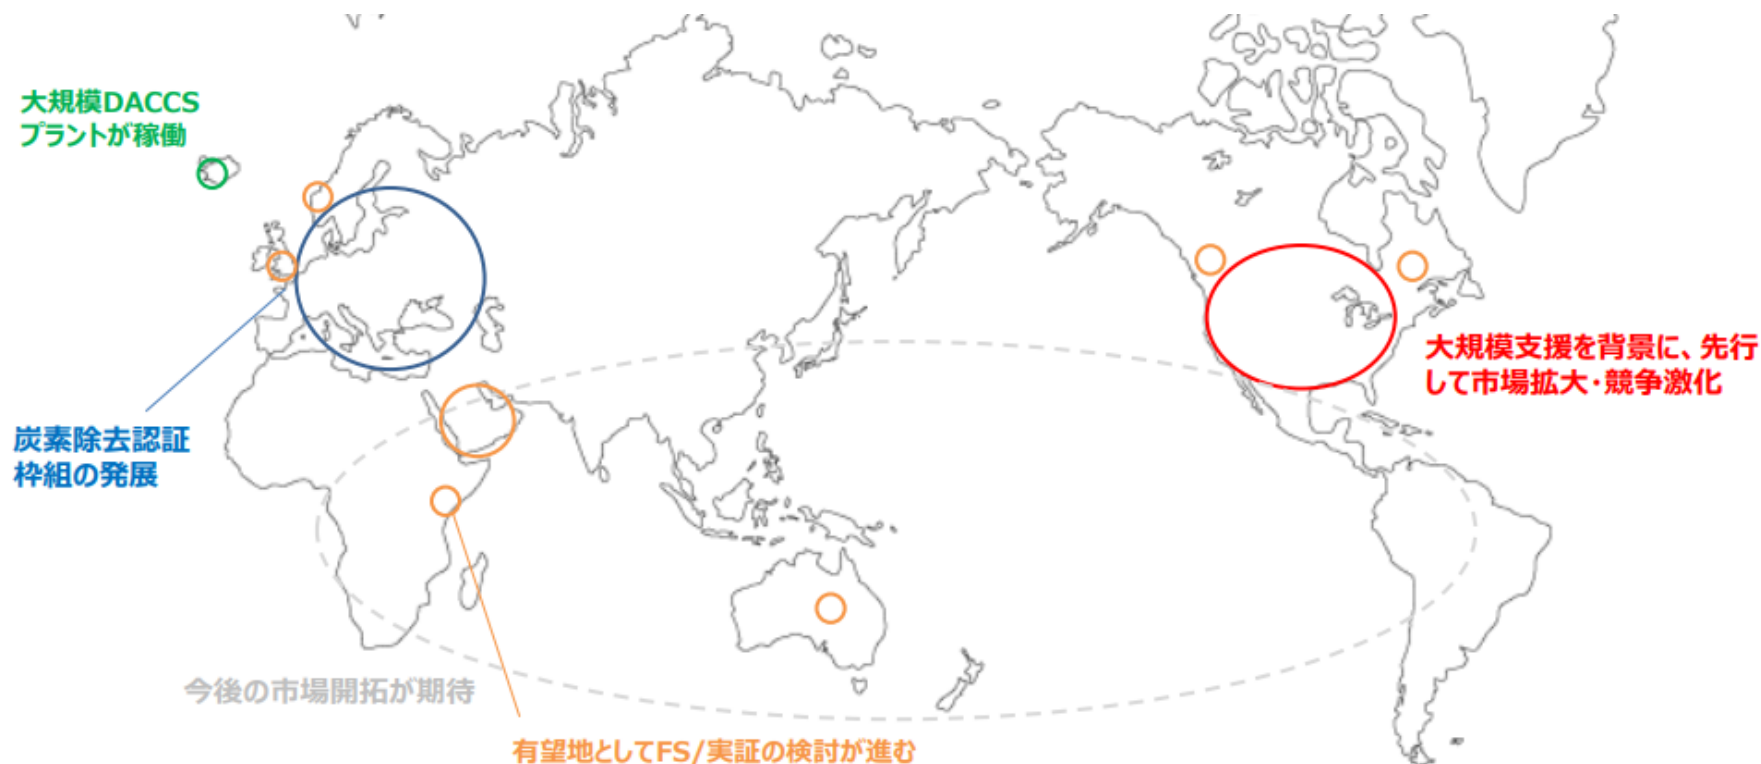 大規模DACCS
プラントが稼働
大規模支援を背景に、先行
して市場拡大・競争激化
炭素除去認証
枠組の発展
今後の市場開拓が期待
有望地としてFS/実証の検討が進む